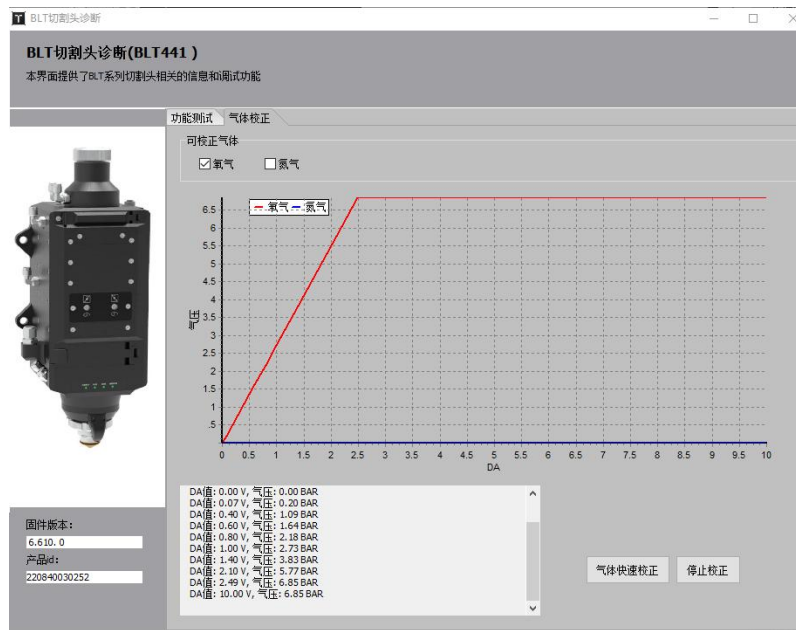 BLT切割头诊断
BLT切割头诊断(BLT441 )
本界面提供了BLT系列切割头相关的信息和调试功能
功能测试 气体校正
可校正气体
氧气 氮气
氧气 氮气
6.5
6
5.5
5
4.5
4
3.5
3
2.5
2
1.5
1
.5
气压
0 0.5 1 1.5 2 2.5 3 3.5 4 4.5 5 5.5 6 6.5 7 7.5 8 8.5 9 9.5 10
DA
DA值: 0.00 V, 气压: 0.00 BAR
DA值: 0.07 V, 气压: 0.20 BAR
DA值: 0.40 V, 气压: 1.09 BAR
DA值: 0.60 V, 气压: 1.64 BAR
DA值: 0.80 V, 气压: 2.18 BAR
DA值: 1.00 V, 气压: 2.73 BAR
DA值: 1.40 V, 气压: 3.83 BAR
DA值: 2.10 V, 气压: 5.77 BAR
DA值: 2.49 V, 气压: 6.85 BAR
DA值: 10.00 V, 气压: 6.85 BAR
气体快速校正 停止校正
固件版本:
6.610. 0
产品id:
220840030252